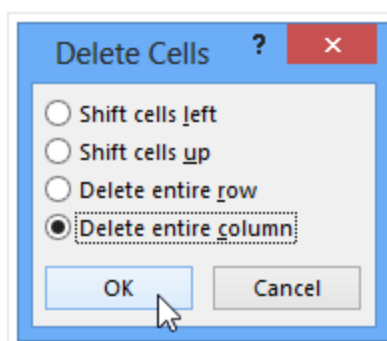 Delete Cells ? ×
Shift cells left
Shift cells up
Delete entire row
Delete entire column
OK Cancel